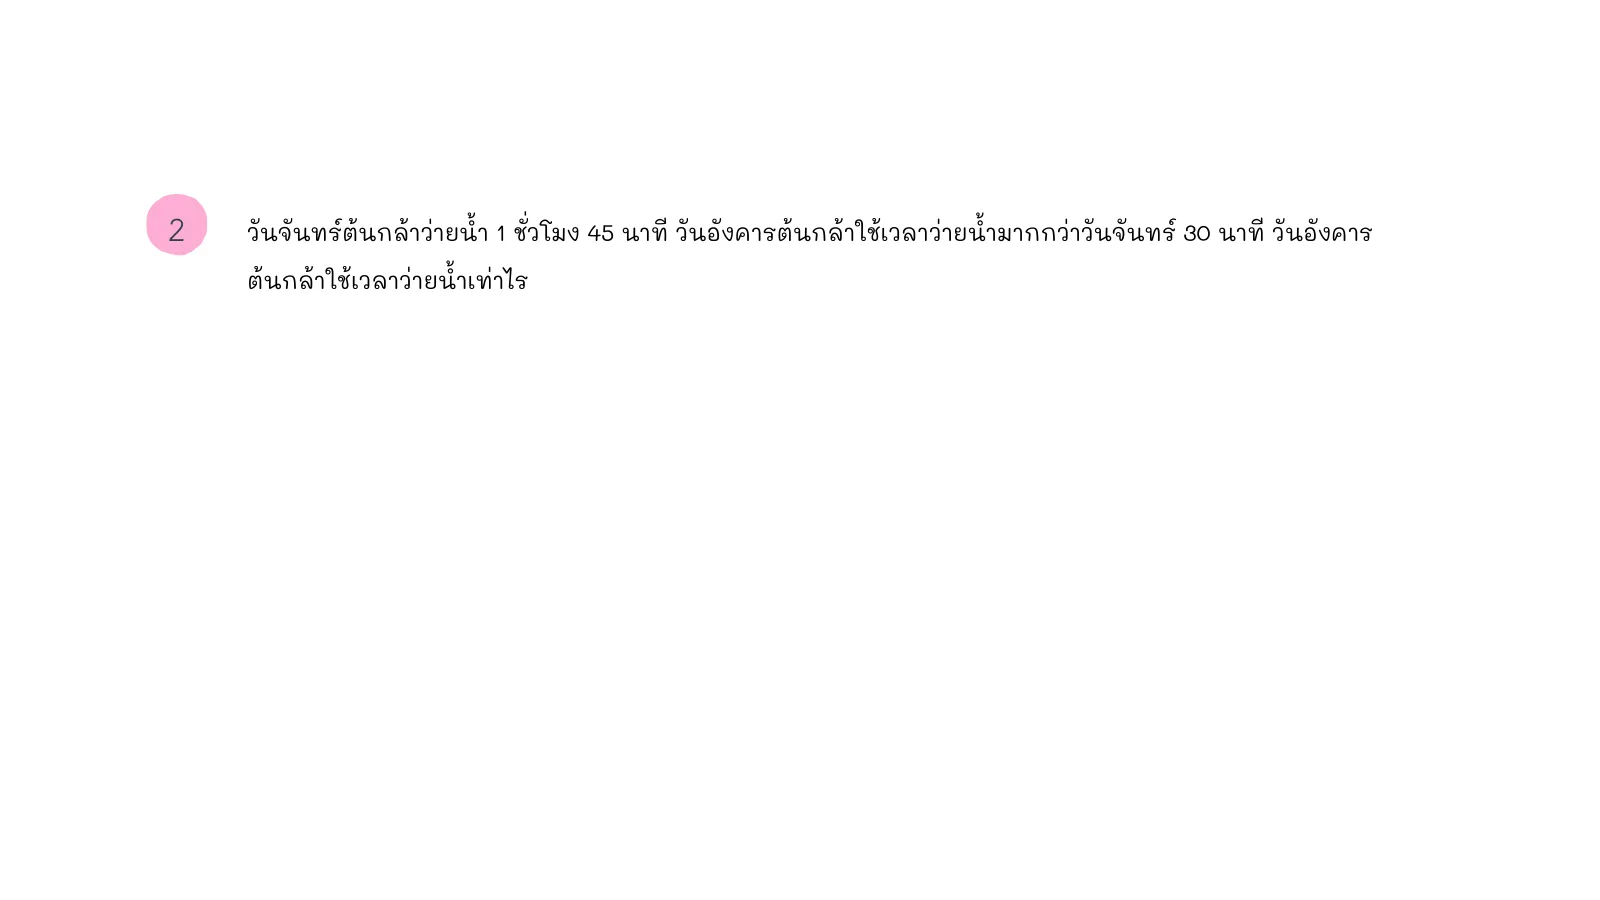 2 วันจันทร์ต้นกล้าว่ายน้ำ 1 ชั่วโมง 45 นาที วันอังคารต้นกล้าใช้เวลาว่ายน้ำมากกว่าวันจันทร์ 30 นาที วันอังคาร
ต้นกล้าใช้เวลาว่ายน้ำเท่าไร